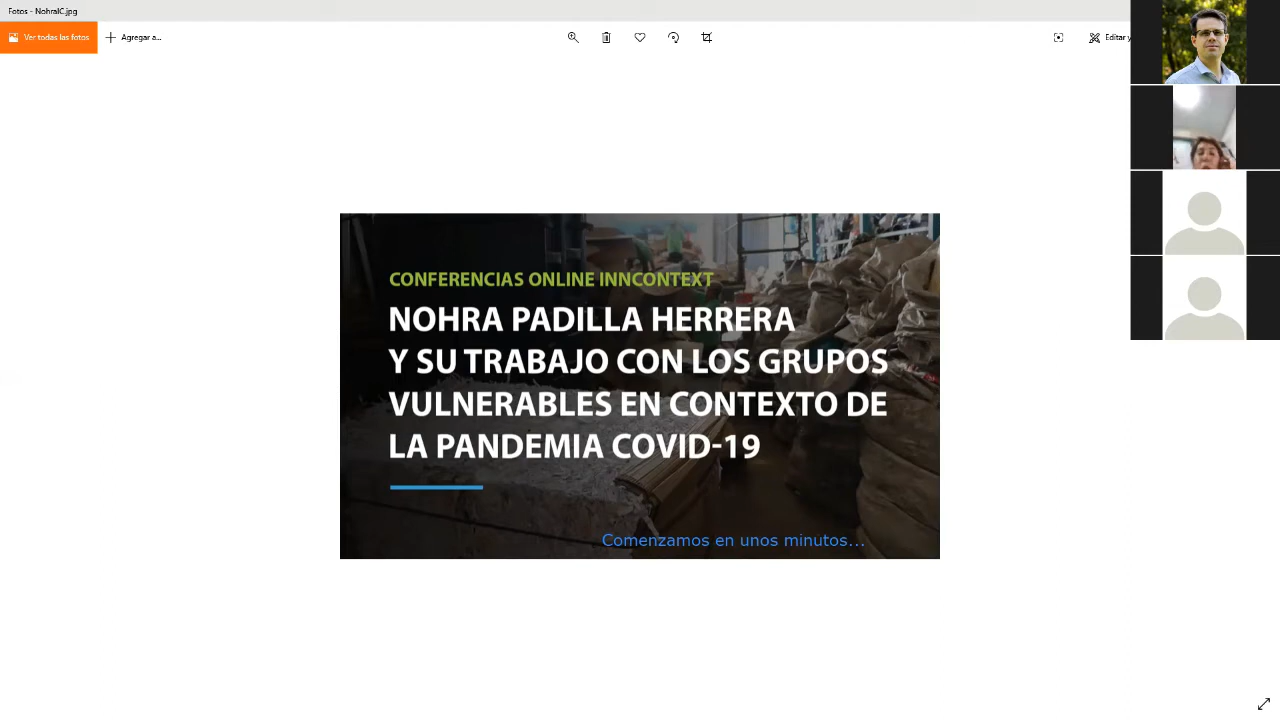 Fotos - NohraIC.jpg
Ver todas las fotos
Agregar a...
Editar y
CONFERENCIAS ONLINE INNCONTEXT
NOHRA PADILLA HERRERA
Y SU TRABAJO CON LOS GRUPOS
VULNERABLES EN CONTEXTO DE
LA PANDEMIA COVID-19
Comenzamos en unos minutos...